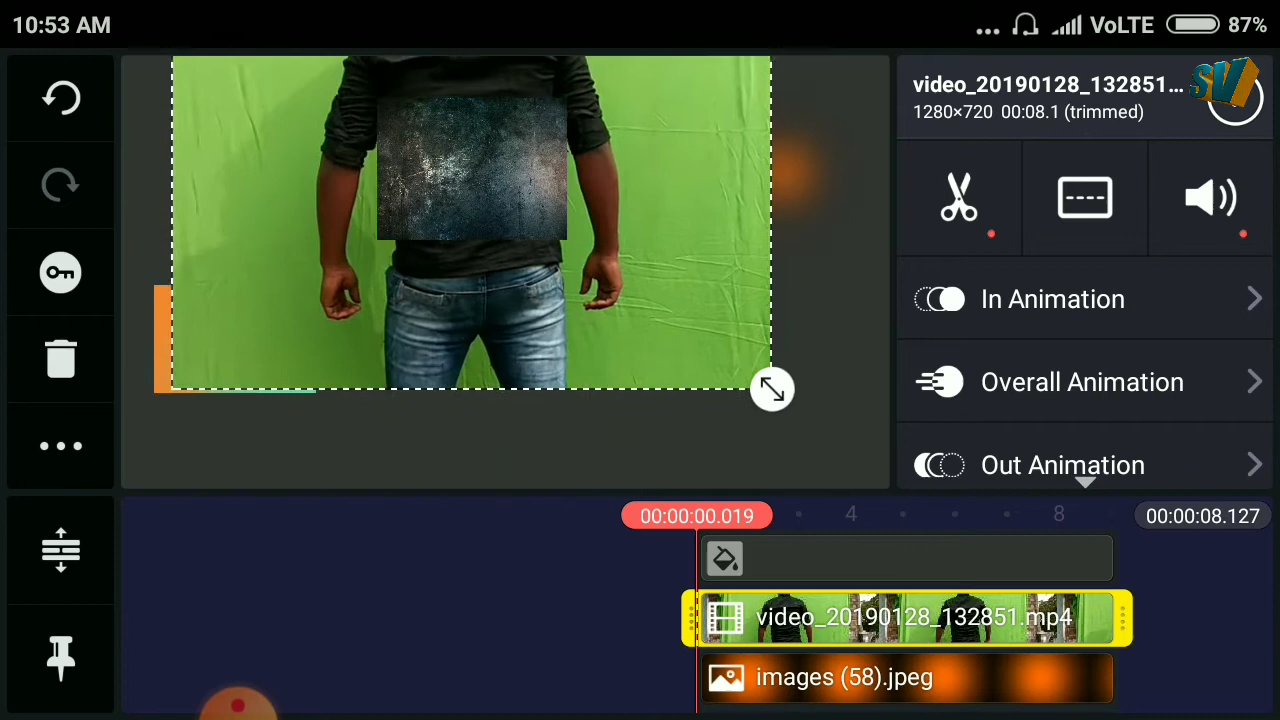 10:53 AM
... VoLTE 87%
video_20190128_132851...
SV
1280×720 00:08.1 (trimmed)
In Animation
Overall Animation
Out Animation
00:00:00.019
4
8
00:00:08.127
video_20190128_132851.mp4
images (58).jpeg